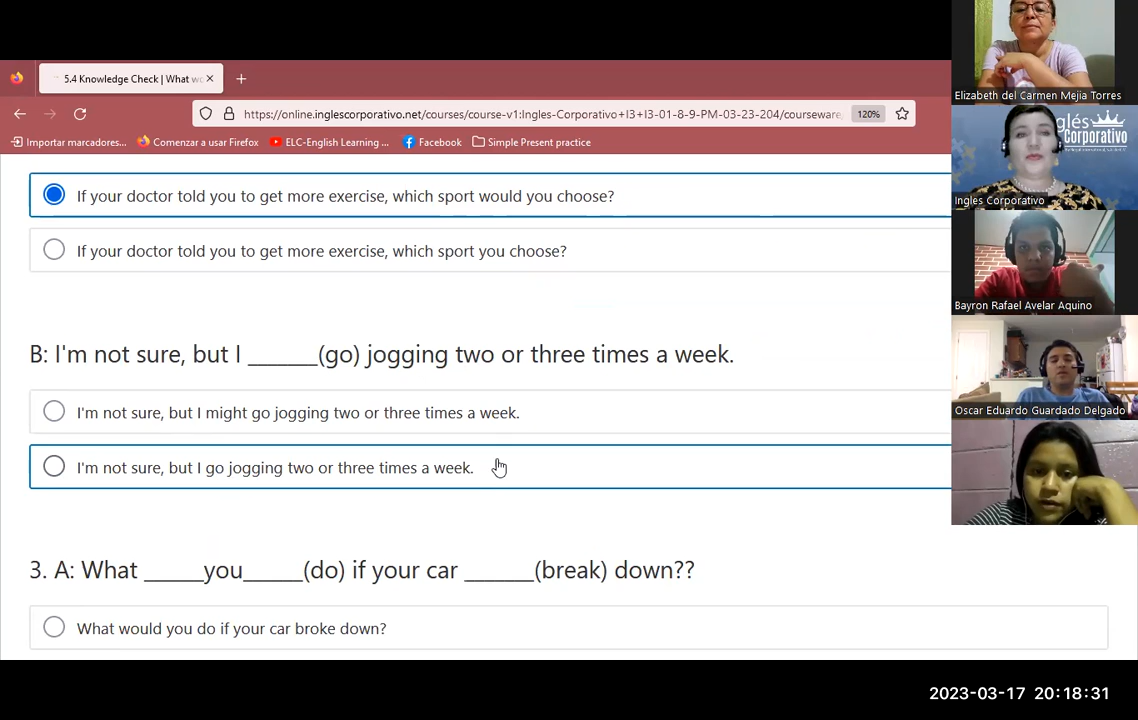 Elizabeth del Carmen Mejia Torres
5.4 Knowledge Check | What wo
https://online.inglescorporativo.net/courses/course-v1:Ingles-Corporativo+I3+I3-01-8-9-PM-03-23-204/courseware,
120%
Importar marcadores...
Comenzar a usar Firefox
ELC-English Learning ...
Facebook
Simple Present practice
glés
Corporativo
Ingles Corporativo
If your doctor told you to get more exercise, which sport would you choose?
If your doctor told you to get more exercise, which sport you choose?
Bayron Rafael Avelar Aquino
B: I'm not sure, but I ______(go) jogging two or three times a week.
I'm not sure, but I might go jogging two or three times a week.
Oscar Eduardo Guardado Delgado
I'm not sure, but I go jogging two or three times a week.
3. A: What _____you_____(do) if your car ______(break) down??
What would you do if your car broke down?
2023-03-17 20:18:31